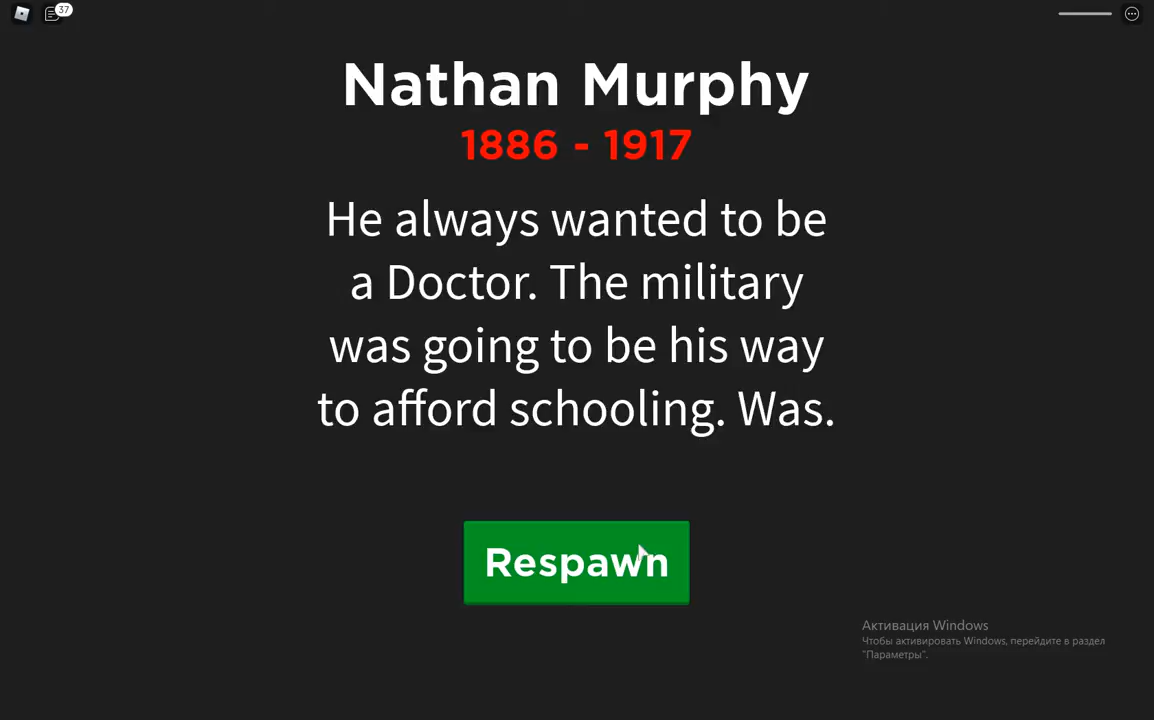 37
Nathan Murphy
1886 - 1917
He always wanted to be
a Doctor. The military
was going to be his way
to afford schooling. Was.
Respawn
Активация Windows
Чтобы активировать Windows, перейдите в раздел
"Параметры".